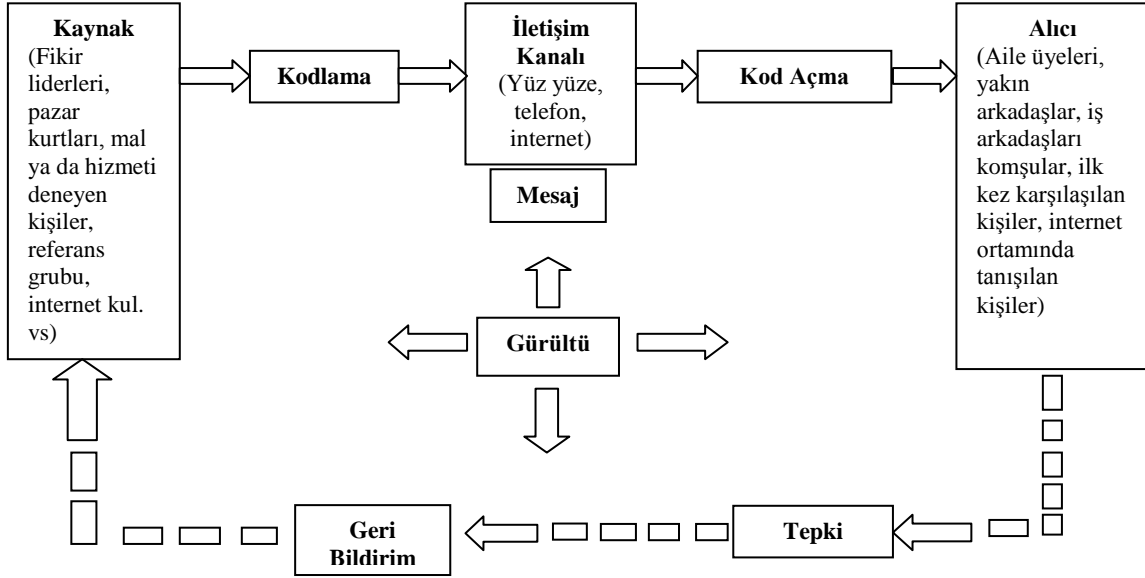 Kaynak
(Fikir
liderleri,
pazar
kurtları, mal
ya da hizmeti
deneyen
kişiler,
referans
grubu,
internet kul.
vs)
Kodlama
İletişim
Kanalı
(Yüz yüze,
telefon,
internet)
Mesaj
Kod Açma
Alıcı
(Aile üyeleri,
yakın
arkadaşlar, iş
arkadaşları
komşular, ilk
kez karşılaşılan
kişiler, internet
ortamında
tanışılan
kişiler)
Gürültü
Geri
Bildirim
Tepki